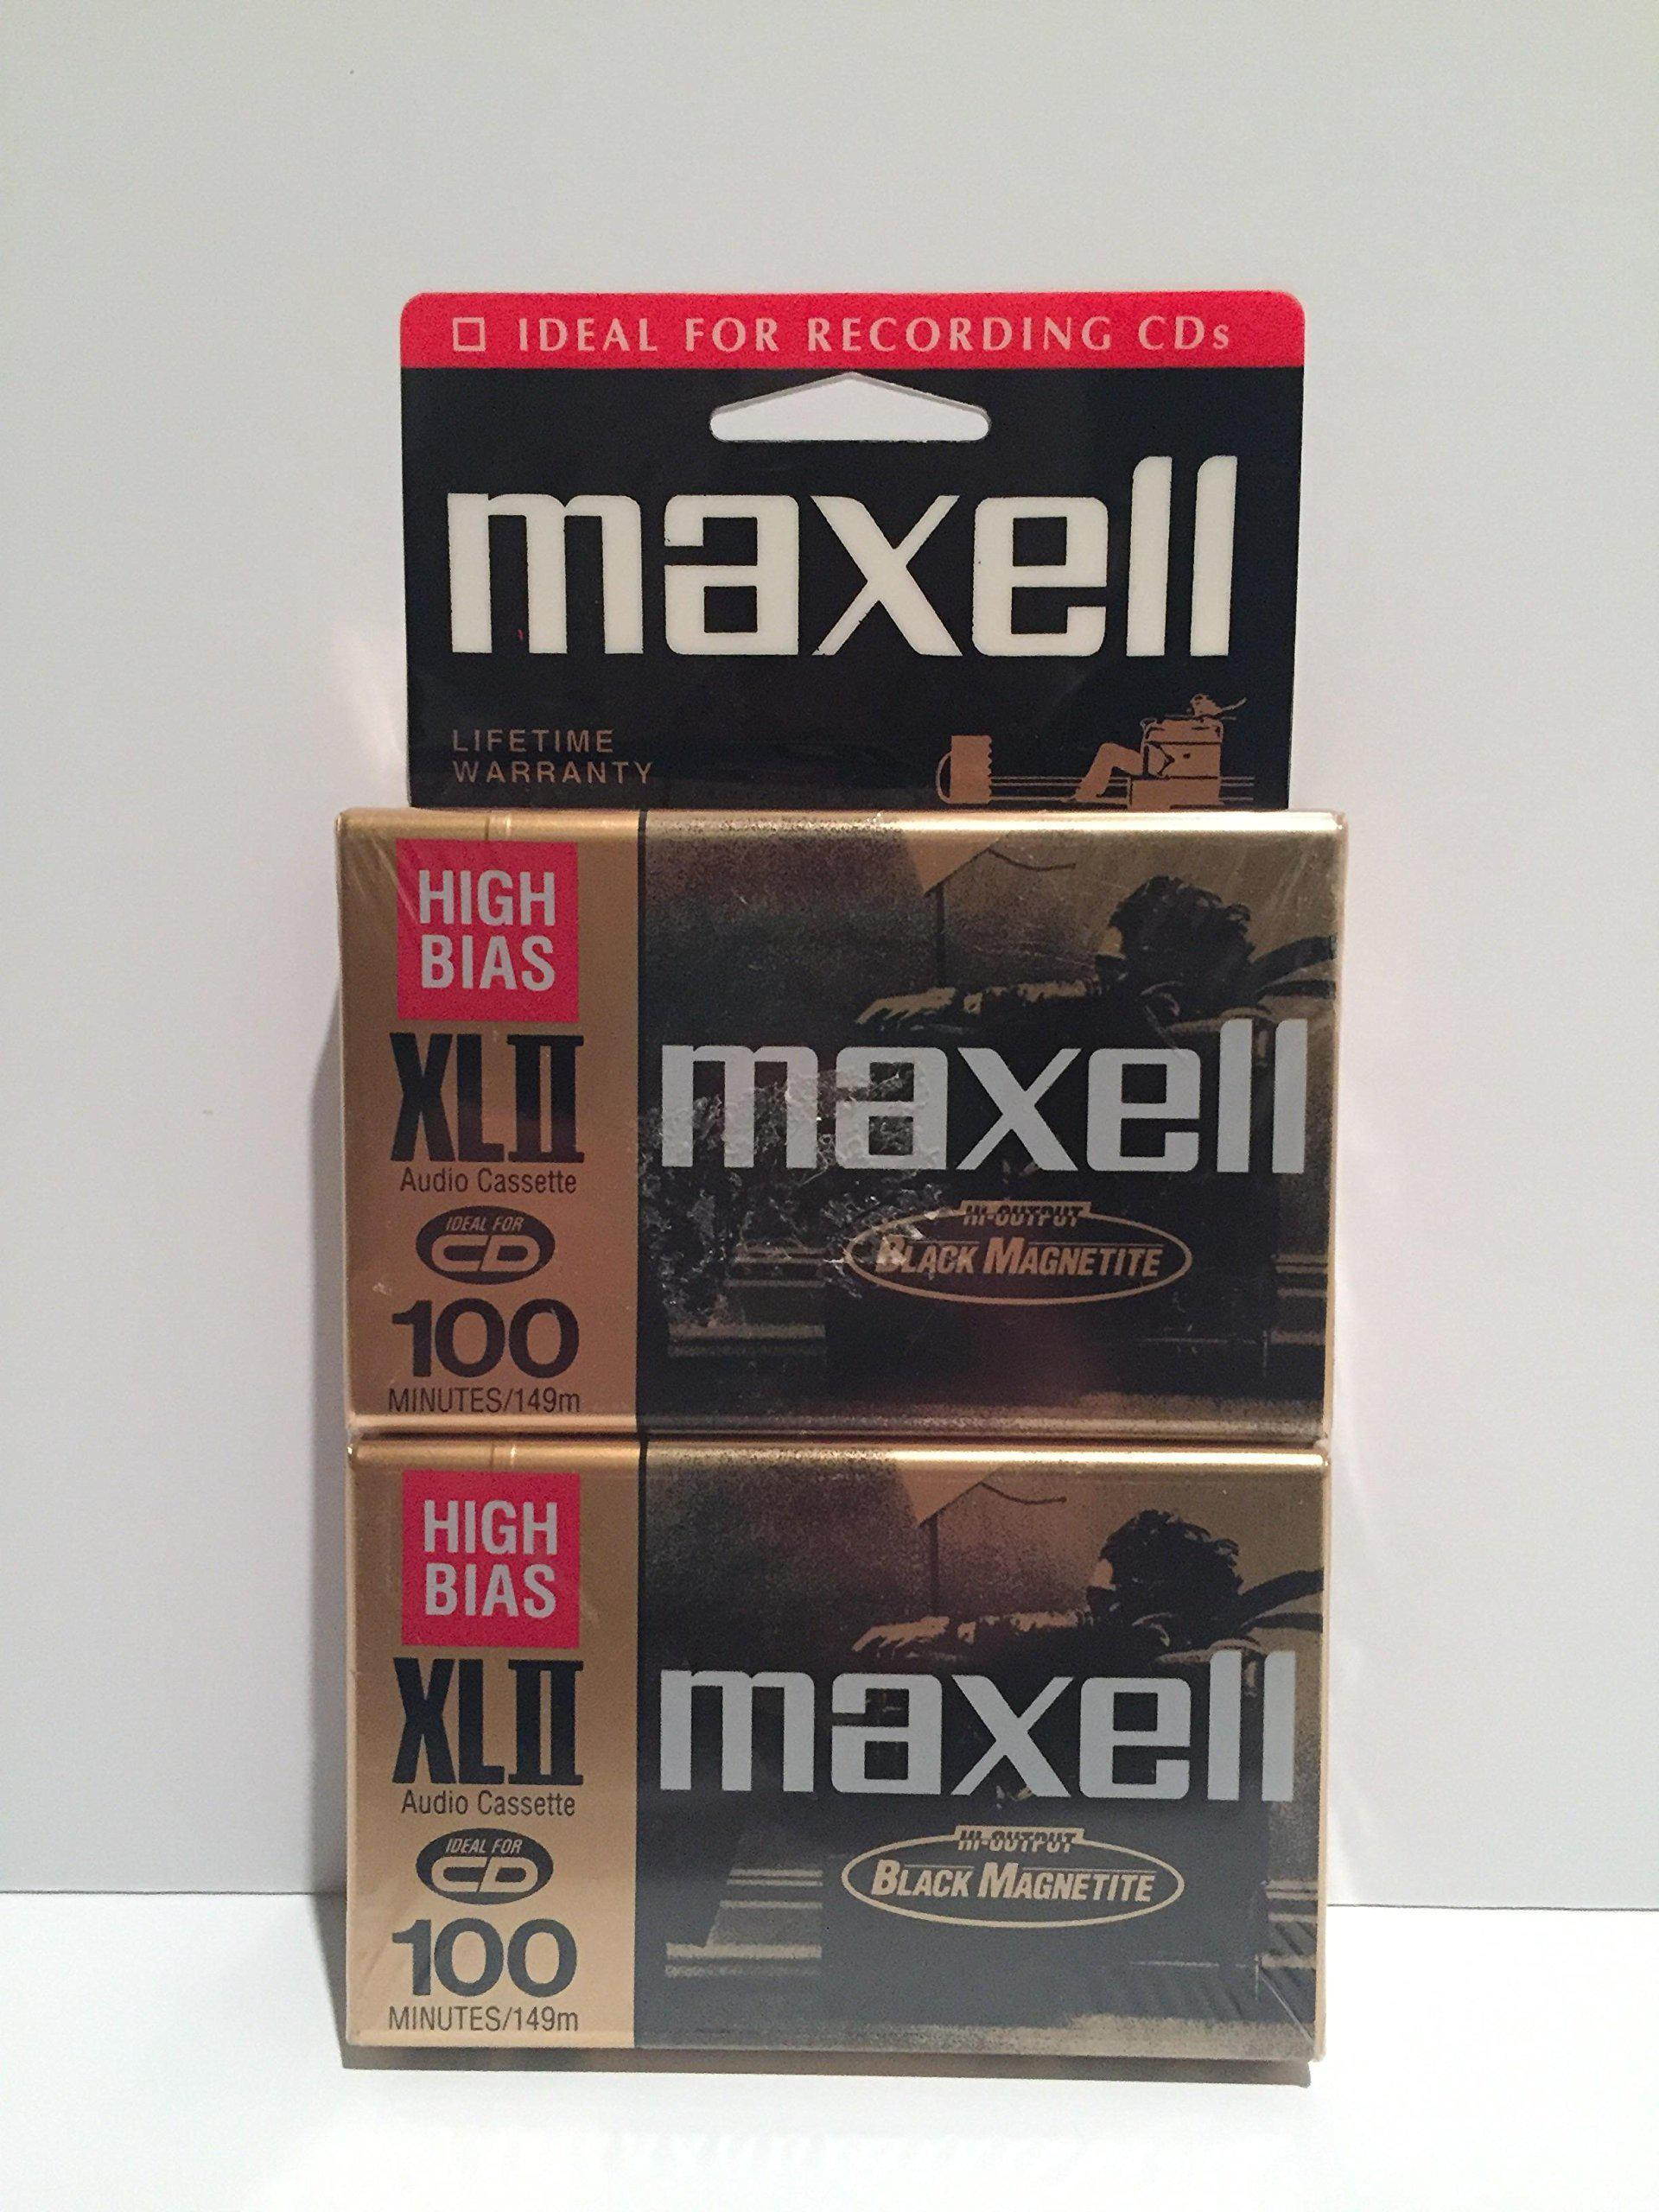 IDEAL FOR RECORDING CDs
maxell
LIFETIME
WARRANTY
HIGH
BIAS
XLII
Audio Cassette
IDEAL FOR
CD
100
MINUTES/149m
maxell
HI-OUTPUT
BLACK MAGNETITE
HIGH
BIAS
XLII
Audio Cassette
IDEAL FOR
CD
100
MINUTES/149m
maxell
HI-OUTPUT
BLACK MAGNETITE